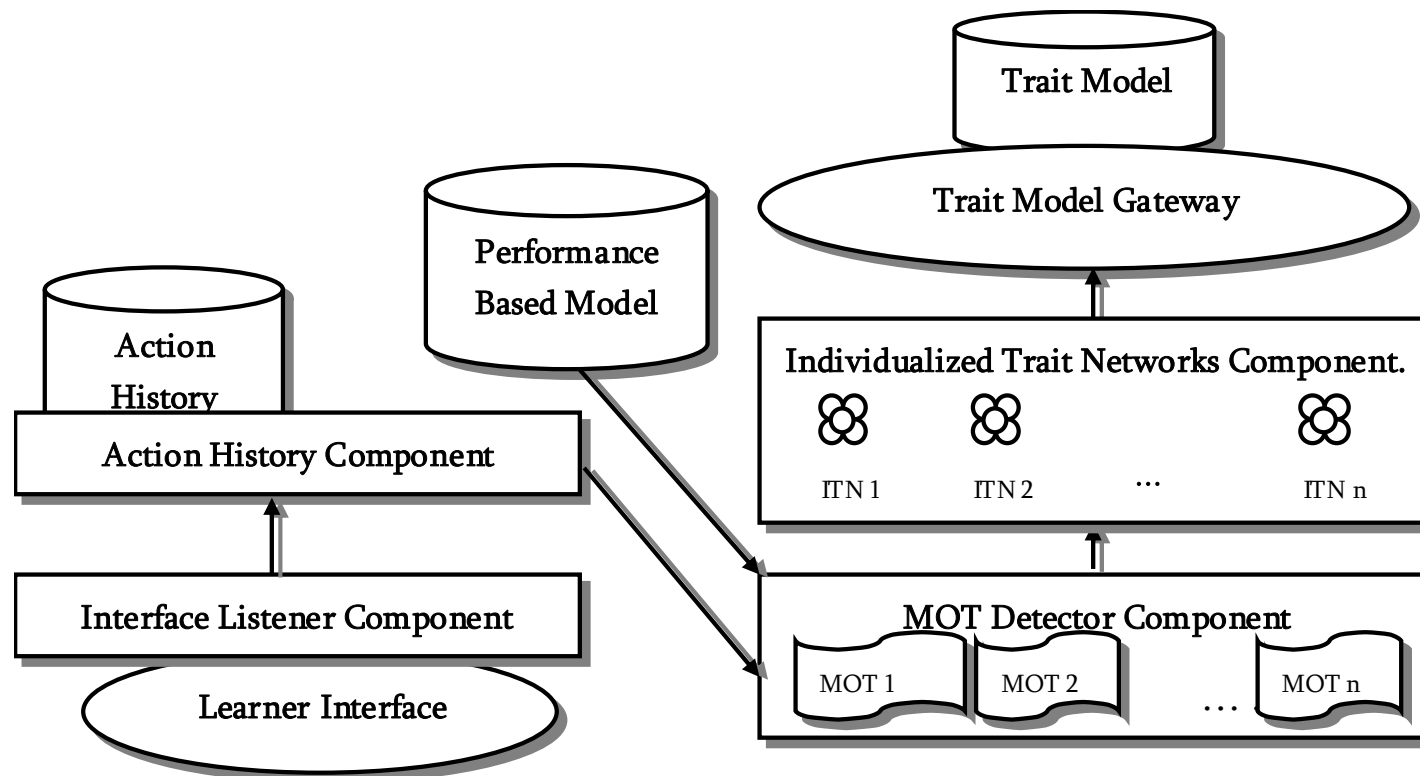 Trait Model
Trait Model Gateway
Performance
Based Model
Action
History
Action History Component
Individualized Trait Networks Component.
ITN 1
ITN 2
...
ITN n
Interface Listener Component
MOT Detector Component
MOT 1
MOT 2
...
MOT n
Learner Interface